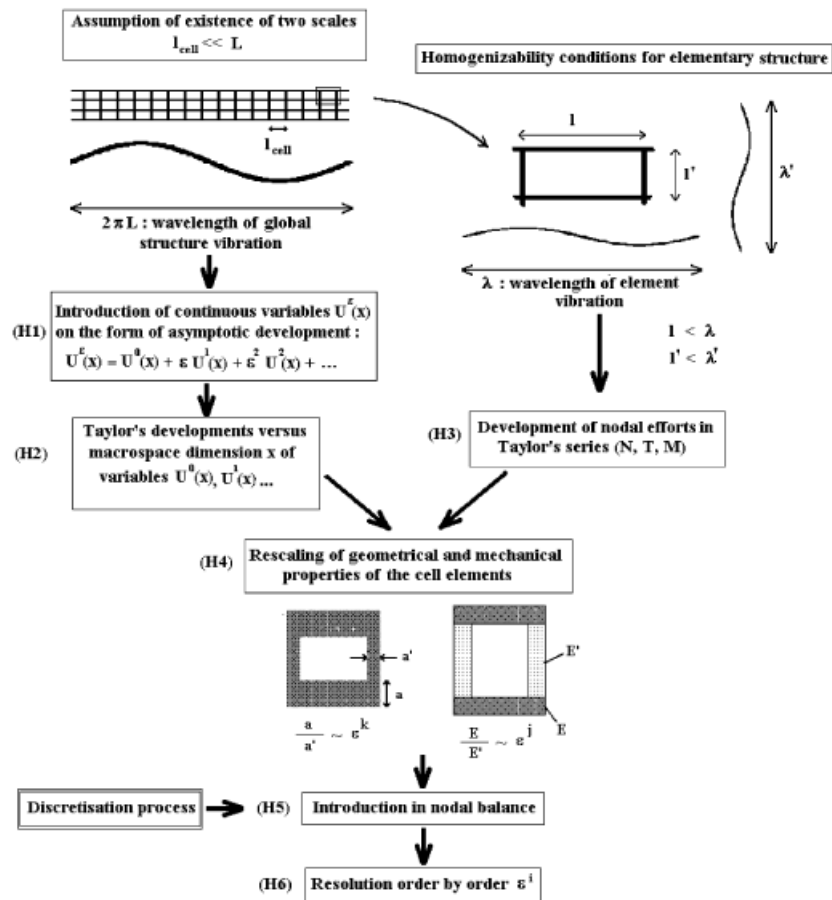 Assumption of existence of two scales
l_cell << L
Homogenizability conditions for elementary structure
l_cell
l
l'
λ'
2 π L : wavelength of global
structure vibration
λ : wavelength of element
vibration
(H1)
Introduction of continuous variables U^ε(x)
on the form of asymptotic development :
U^ε(x) = U^0(x) + ε U^1(x) + ε^2 U^2(x) + ...
l < λ
l' < λ'
(H2)
Taylor's developments versus
macrospace dimension x of
variables U^0(x), U^1(x) ...
(H3)
Development of nodal efforts in
Taylor's series (N, T, M)
(H4)
Rescaling of geometrical and mechanical
properties of the cell elements
a'
a
E'
E
a/a' ~ ε^k
E/E' ~ ε^j
Discretisation process
(H5)
Introduction in nodal balance
(H6)
Resolution order by order ε^i